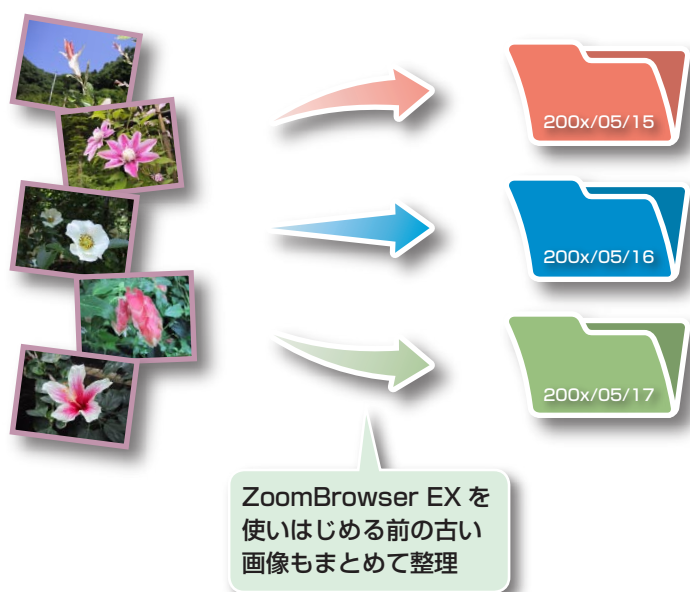 200x/05/15
200x/05/16
200x/05/17
ZoomBrowser EX を
使いはじめる前の古い
画像もまとめて整理